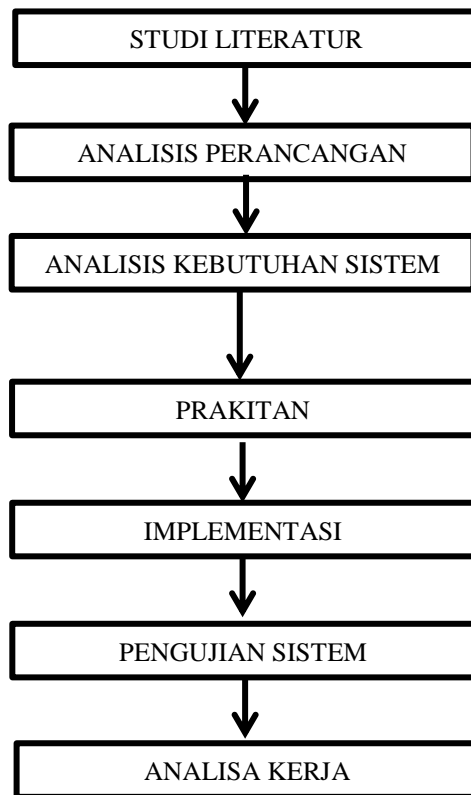 STUDI LITERATUR
ANALISIS PERANCANGAN
ANALISIS KEBUTUHAN SISTEM
PRAKITAN
IMPLEMENTASI
PENGUJIAN SISTEM
ANALISA KERJA